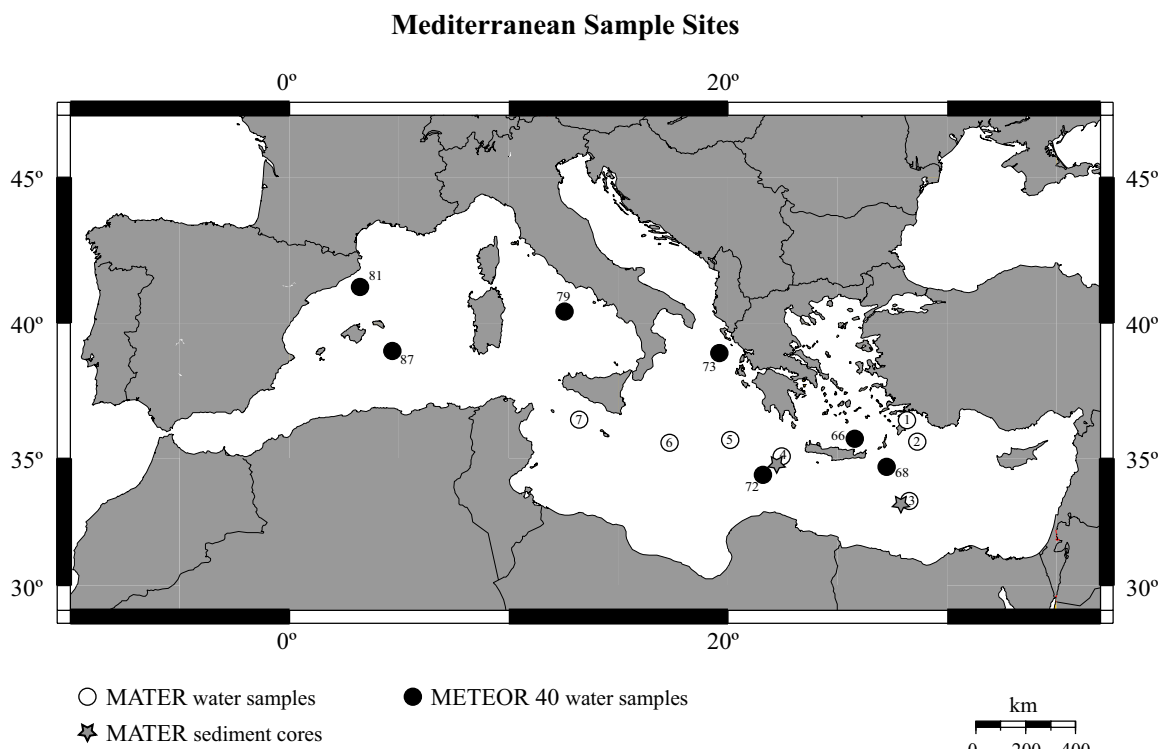 Mediterranean Sample Sites
0º 20º
45º 45º
81
79
40º 40º
73
87
1
7 66 2
6 5
4
35º 35º
68
72
3
30º 30º
0º 20º
MATER water samples METEOR 40 water samples
km
MATER sediment cores
0 200 400